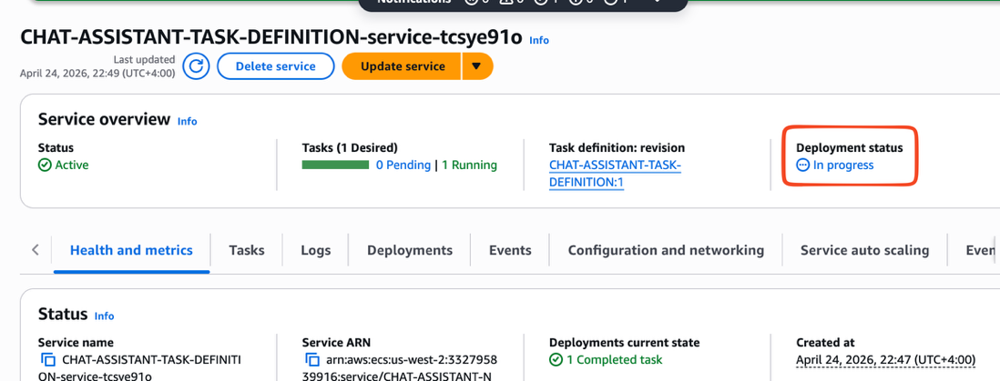 Notifications
CHAT-ASSISTANT-TASK-DEFINITION-service-tcsye91o Info
Last updated
April 24, 2026, 22:49 (UTC+4:00)
Delete service
Update service
Service overview Info
Status
Active
Tasks (1 Desired)
0 Pending | 1 Running
Task definition: revision
CHAT-ASSISTANT-TASK-
DEFINITION:1
Deployment status
In progress
Health and metrics
Tasks
Logs
Deployments
Events
Configuration and networking
Service auto scaling
Status Info
Service name
CHAT-ASSISTANT-TASK-DEFINITI
ON-service-tcsye91o
Service ARN
arn:aws:ecs:us-west-2:3327958
39916:service/CHAT-ASSISTANT-N
Deployments current state
1 Completed task
Created at
April 24, 2026, 22:47 (UTC+4:00)